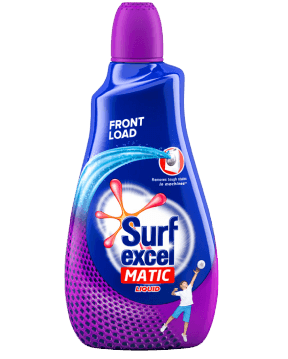 FRONT
LOAD
Removes tough stains
in machines*
Surf
excel
MATIC
LIQUID